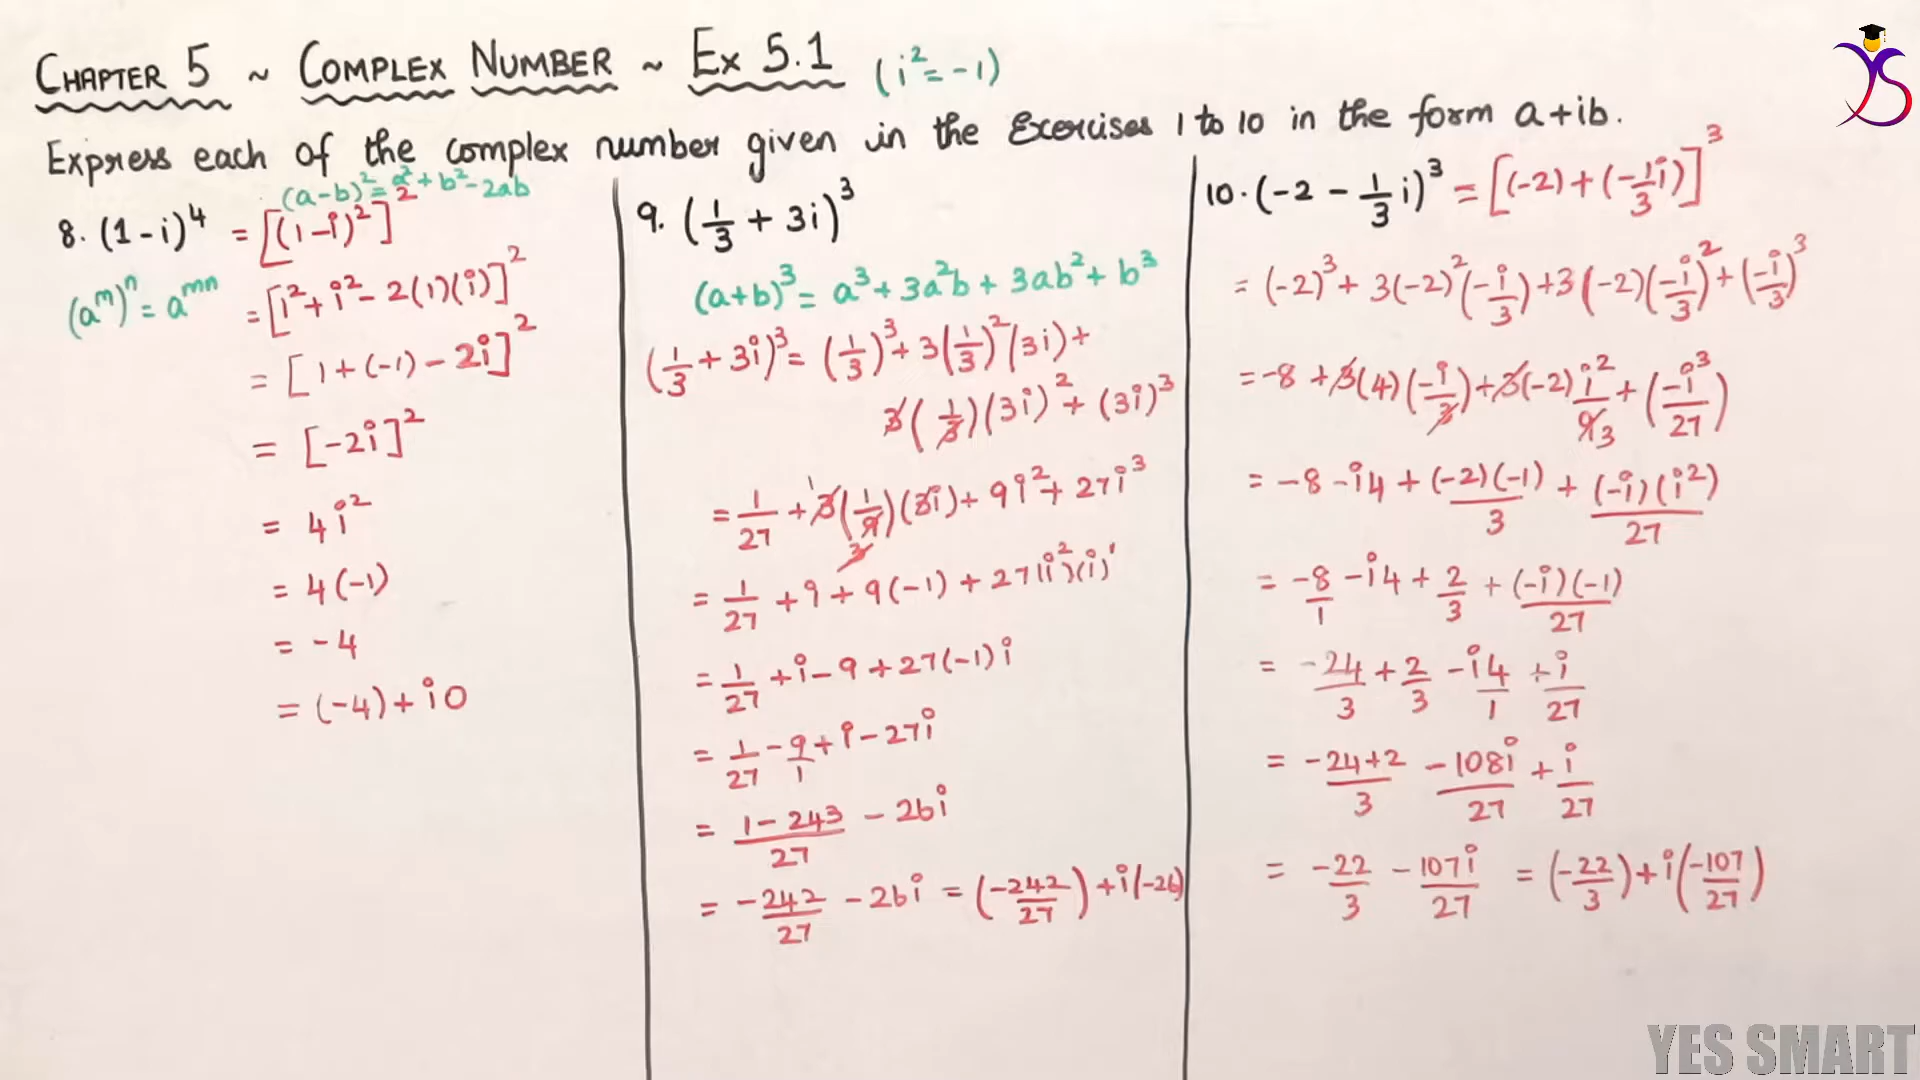 CHAPTER 5 ~ COMPLEX NUMBER ~ Ex 5.1 (i² = -1)
Express each of the complex number given in the Exercises 1 to 10 in the form a+ib.
(a-b)² = a² + b² - 2ab
8. (1-i)⁴ = [(1-i)²]²
(aᵐ)ⁿ = aᵐⁿ
= [1² + i² - 2(1)(i)]²
= [1 + (-1) - 2i]²
= [-2i]²
= 4i²
= 4(-1)
= -4
= (-4) + i0
9. (1/3 + 3i)³
(a+b)³ = a³ + 3a²b + 3ab² + b³
(1/3 + 3i)³ = (1/3)³ + 3(1/3)²(3i) +
3(1/3)(3i)² + (3i)³
= 1/27 + 3(1/9)(3i) + 9i² + 27i³
= 1/27 + 9 + 9(-1) + 27(i²)(i)¹
= 1/27 + i - 9 + 27(-1)i
= 1/27 - 9/1 + i - 27i
= (1-243)/27 - 26i
= -242/27 - 26i = (-242/27) + i(-26)
10. (-2 - 1/3 i)³ = [(-2) + (-1/3 i)]³
= (-2)³ + 3(-2)²(-i/3) + 3(-2)(-i/3)² + (-i/3)³
= -8 + 3(4)(-i/3) + 3(-2)i²/9 3 + (-i³/27)
= -8 - i4 + (-2)(-1)/3 + (-i)(i²)/27
= -8/1 - i4 + 2/3 + (-i)(-1)/27
= -24/3 + 2/3 - i4/1 + i/27
= (-24+2)/3 - 108i/27 + i/27
= -22/3 - 107i/27 = (-22/3) + i(-107/27)
YS
YES SMART